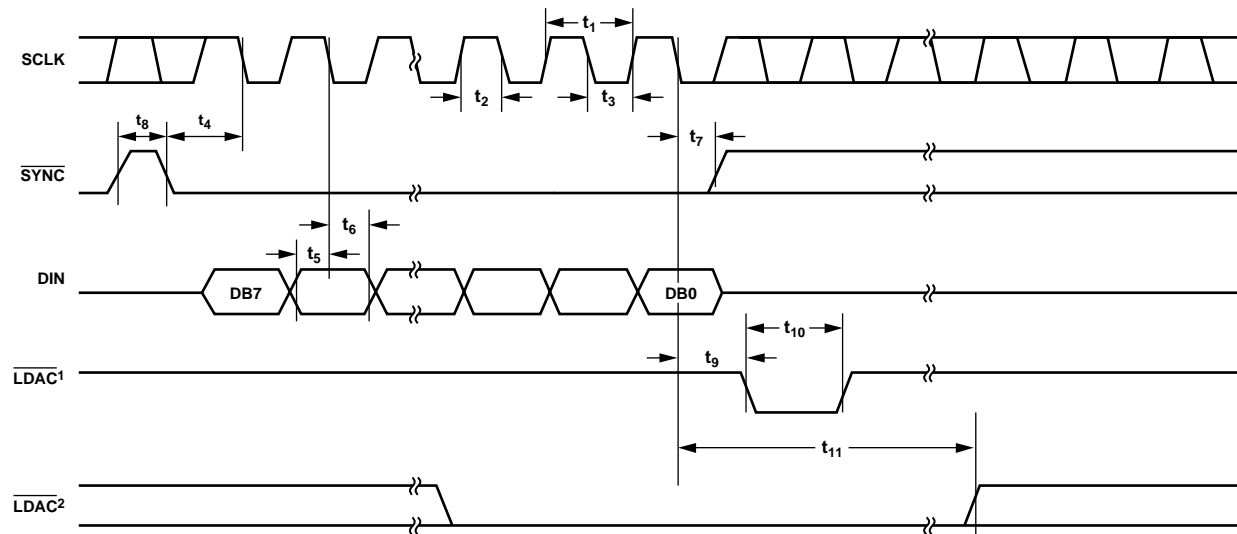 t₁
SCLK
t₂
t₃
t₈
t₄
t₇
SYNC
t₆
t₅
DIN
DB7
DB0
t₁₀
t₉
LDAC¹
t₁₁
LDAC²